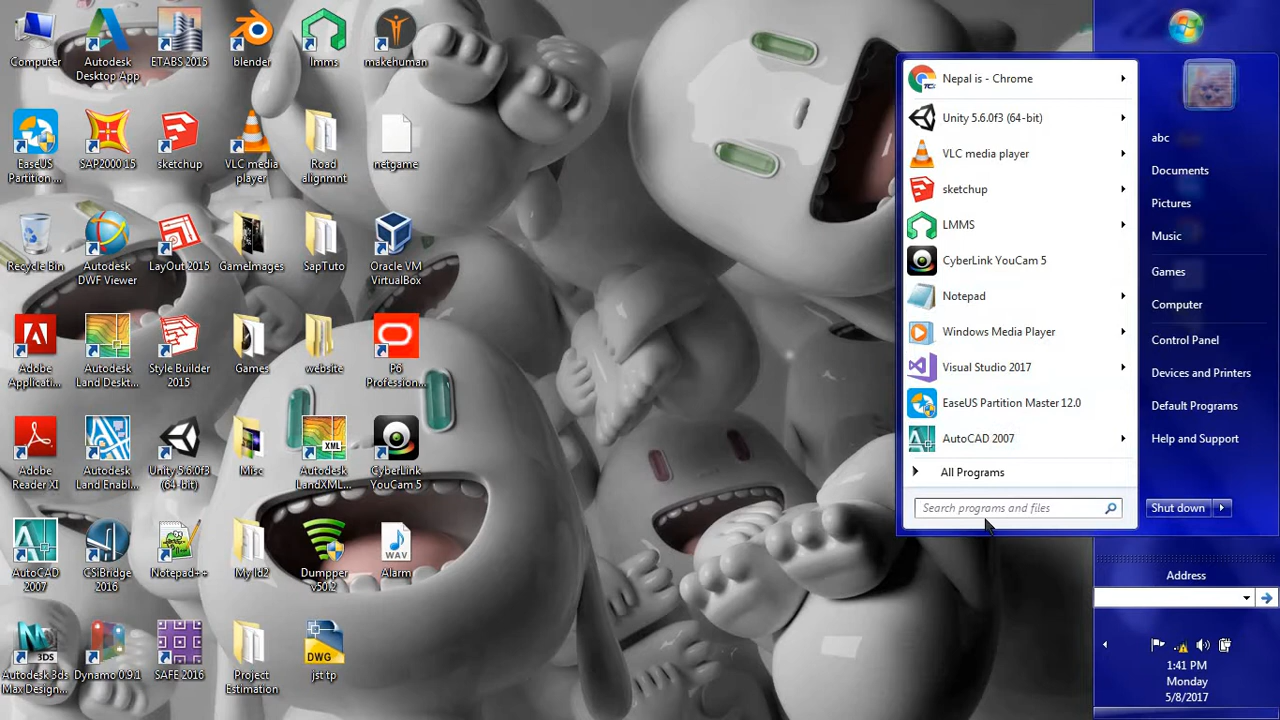 Computer
Autodesk
Desktop App
ETABS 2015
blender
lmms
makehuman
EaseUS
Partition ...
SAP2000 15
sketchup
VLC media
player
Road
alignmnt
netgame
Recycle Bin
Autodesk
DWF Viewer
LayOut 2015
GameImages
SapTuto
Oracle VM
VirtualBox
Adobe
Applicati...
Autodesk
Land Deskt...
Style Builder
2015
Games
website
P6
Profession...
Adobe
Reader XI
Autodesk
Land Enabl...
Unity 5.6.0f3
(64-bit)
Misc
XML
Autodesk
LandXML...
CyberLink
YouCam 5
AutoCAD
2007
CSiBridge
2016
Notepad++
My Id2
Dumpper
v50.2
WAV
Alarm
3DS
Autodesk 3ds
Max Design...
Dynamo 0.9.1
SAFE 2016
Project
Estimation
DWG
jst tp
Nepal is - Chrome
Unity 5.6.0f3 (64-bit)
VLC media player
sketchup
LMMS
CyberLink YouCam 5
Notepad
Windows Media Player
Visual Studio 2017
EaseUS Partition Master 12.0
AutoCAD 2007
All Programs
Search programs and files
abc
Documents
Pictures
Music
Games
Computer
Control Panel
Devices and Printers
Default Programs
Help and Support
Shut down
Address
1:41 PM
Monday
5/8/2017